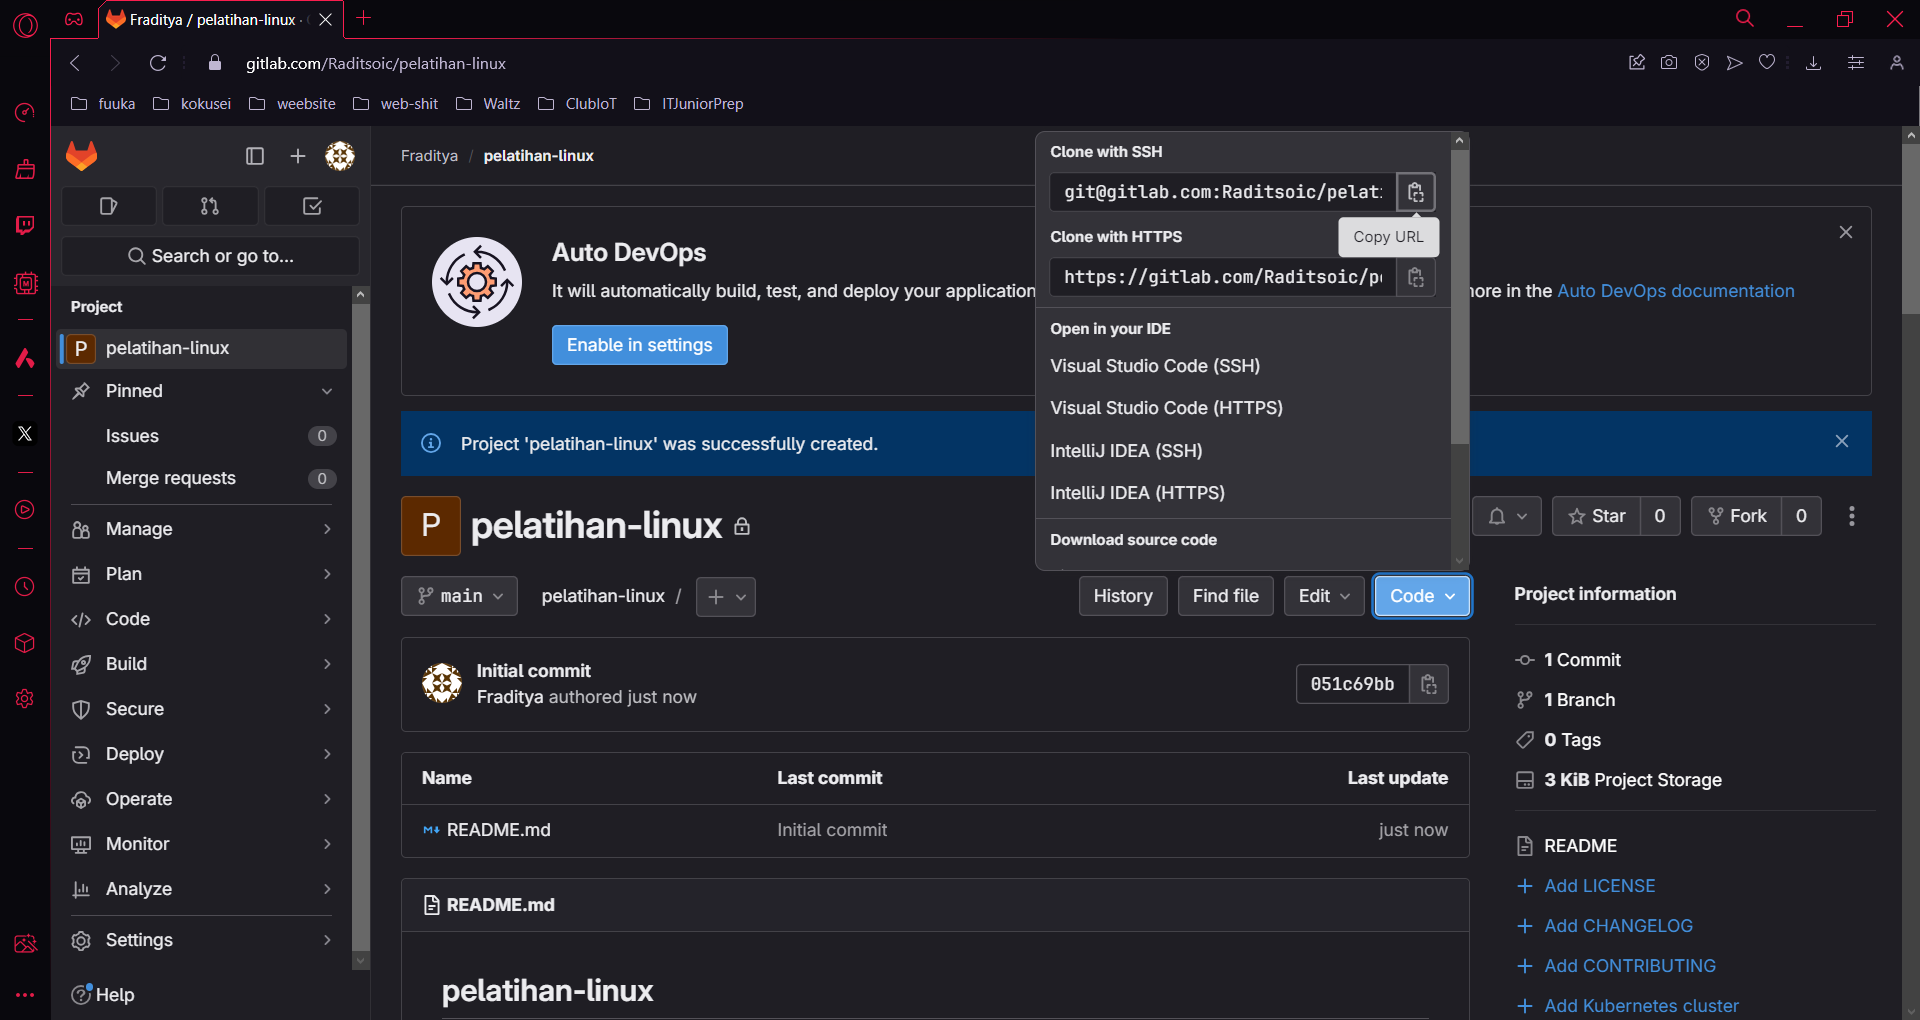 Fraditya / pelatihan-linux ·
gitlab.com/Raditsoic/pelatihan-linux
fuuka
kokusei
weebsite
web-shit
Waltz
ClubIoT
ITJuniorPrep
Search or go to...
Project
P pelatihan-linux
Pinned
Issues 0
Merge requests 0
Manage
Plan
Code
Build
Secure
Deploy
Operate
Monitor
Analyze
Settings
Help
Fraditya / pelatihan-linux
Auto DevOps
It will automatically build, test, and deploy your application
more in the Auto DevOps documentation
Enable in settings
Project 'pelatihan-linux' was successfully created.
P pelatihan-linux
Star 0
Fork 0
Clone with SSH
git@gitlab.com:Raditsoic/pelat
Copy URL
Clone with HTTPS
https://gitlab.com/Raditsoic/p
Open in your IDE
Visual Studio Code (SSH)
Visual Studio Code (HTTPS)
IntelliJ IDEA (SSH)
IntelliJ IDEA (HTTPS)
Download source code
main
pelatihan-linux /
History
Find file
Edit
Code
Initial commit
Fraditya authored just now
051c69bb
Name Last commit Last update
README.md Initial commit just now
README.md
pelatihan-linux
Project information
1 Commit
1 Branch
0 Tags
3 KiB Project Storage
README
Add LICENSE
Add CHANGELOG
Add CONTRIBUTING
Add Kubernetes cluster